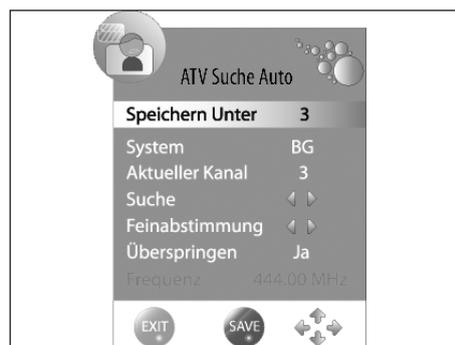 ATV Suche Auto
Speichern Unter 3
System BG
Aktueller Kanal 3
Suche
Feinabstimmung
Überspringen Ja
Frequenz 444.00 MHz
EXIT SAVE